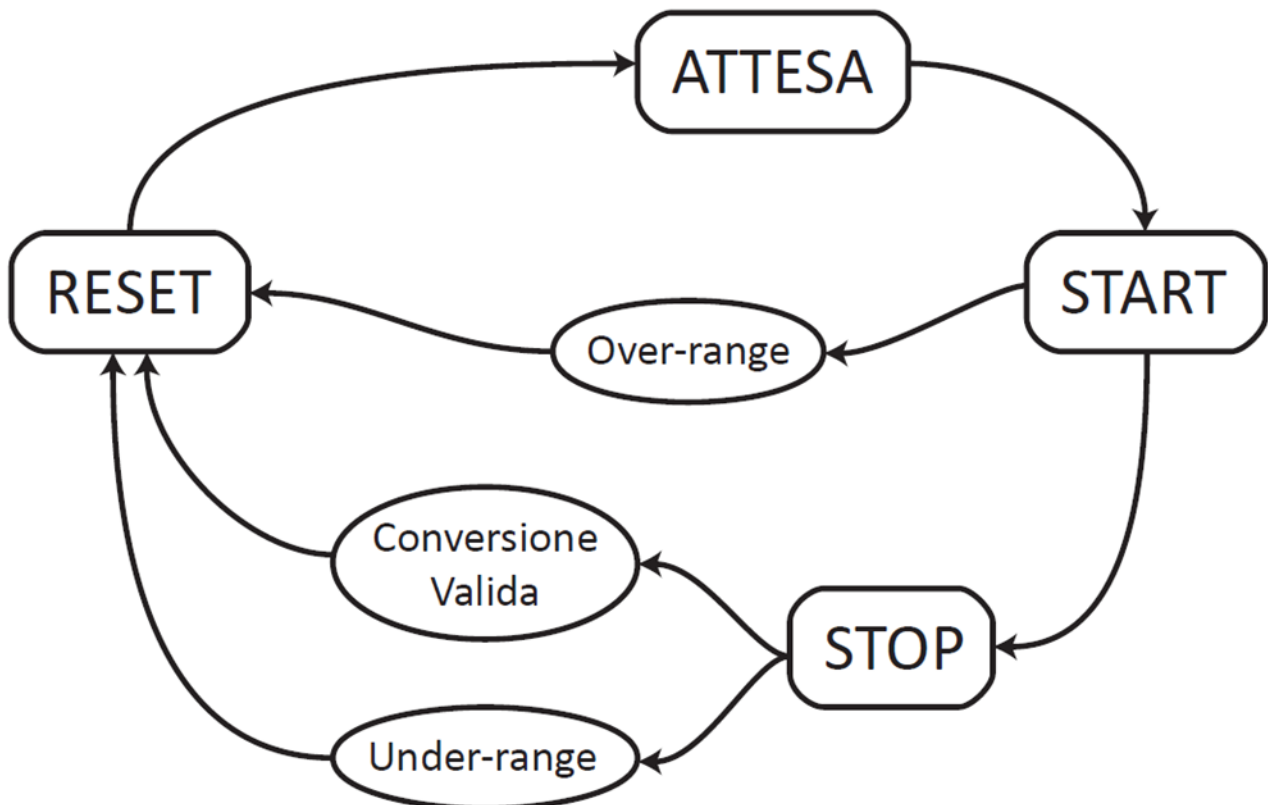 ATTESA
RESET
START
Over-range
Conversione
Valida
STOP
Under-range